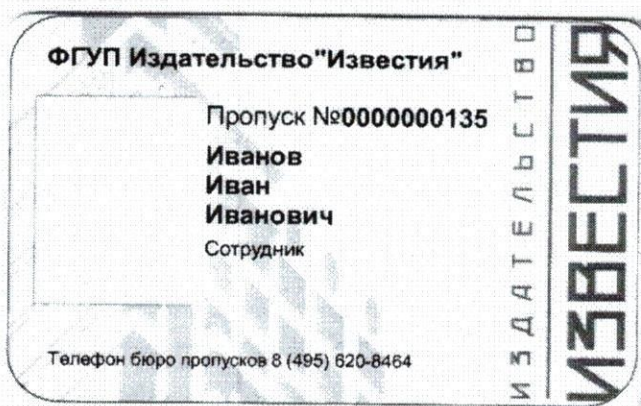 ФГУП Издательство"Известия"
Пропуск №0000000135
Иванов
Иван
Иванович
Сотрудник
Телефон бюро пропусков 8 (495) 620-8464
ИЗДАТЕЛЬСТВО
ИЗВЕСТИЯ